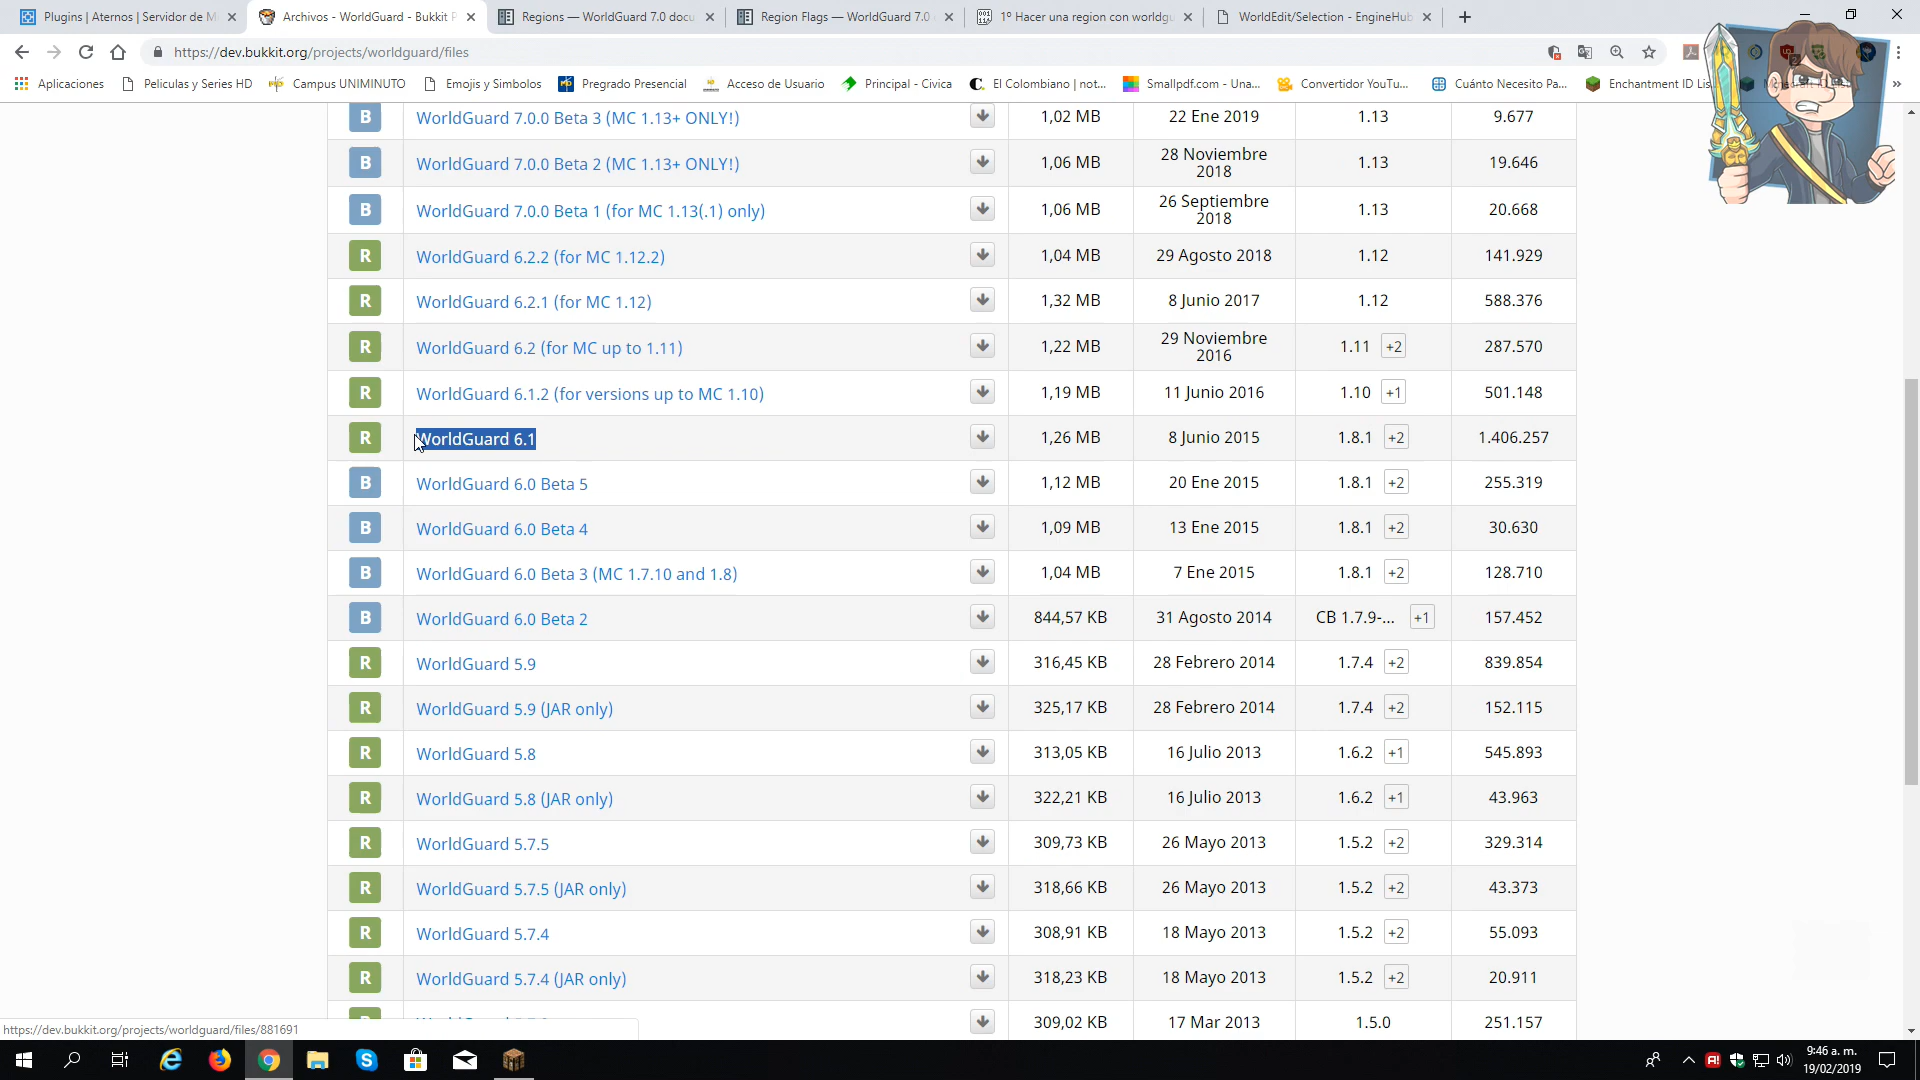 Plugins | Aternos | Servidor de M
Archivos - WorldGuard - Bukkit P
Regions — WorldGuard 7.0 docu
Region Flags — WorldGuard 7.0
1º Hacer una region con worldgu
WorldEdit/Selection - EngineHub
https://dev.bukkit.org/projects/worldguard/files
Aplicaciones
Peliculas y Series HD
Campus UNIMINUTO
Emojis y Simbolos
Pregrado Presencial
Acceso de Usuario
Principal - Civica
El Colombiano | not...
Smallpdf.com - Una...
Convertidor YouTu...
Cuánto Necesito Pa...
Enchantment ID Lis
B WorldGuard 7.0.0 Beta 3 (MC 1.13+ ONLY!) 1,02 MB 22 Ene 2019 1.13 9.677
B WorldGuard 7.0.0 Beta 2 (MC 1.13+ ONLY!) 1,06 MB 28 Noviembre 2018 1.13 19.646
B WorldGuard 7.0.0 Beta 1 (for MC 1.13(.1) only) 1,06 MB 26 Septiembre 2018 1.13 20.668
R WorldGuard 6.2.2 (for MC 1.12.2) 1,04 MB 29 Agosto 2018 1.12 141.929
R WorldGuard 6.2.1 (for MC 1.12) 1,32 MB 8 Junio 2017 1.12 588.376
R WorldGuard 6.2 (for MC up to 1.11) 1,22 MB 29 Noviembre 2016 1.11 +2 287.570
R WorldGuard 6.1.2 (for versions up to MC 1.10) 1,19 MB 11 Junio 2016 1.10 +1 501.148
R WorldGuard 6.1 1,26 MB 8 Junio 2015 1.8.1 +2 1.406.257
B WorldGuard 6.0 Beta 5 1,12 MB 20 Ene 2015 1.8.1 +2 255.319
B WorldGuard 6.0 Beta 4 1,09 MB 13 Ene 2015 1.8.1 +2 30.630
B WorldGuard 6.0 Beta 3 (MC 1.7.10 and 1.8) 1,04 MB 7 Ene 2015 1.8.1 +2 128.710
B WorldGuard 6.0 Beta 2 844,57 KB 31 Agosto 2014 CB 1.7.9-... +1 157.452
R WorldGuard 5.9 316,45 KB 28 Febrero 2014 1.7.4 +2 839.854
R WorldGuard 5.9 (JAR only) 325,17 KB 28 Febrero 2014 1.7.4 +2 152.115
R WorldGuard 5.8 313,05 KB 16 Julio 2013 1.6.2 +1 545.893
R WorldGuard 5.8 (JAR only) 322,21 KB 16 Julio 2013 1.6.2 +1 43.963
R WorldGuard 5.7.5 309,73 KB 26 Mayo 2013 1.5.2 +2 329.314
R WorldGuard 5.7.5 (JAR only) 318,66 KB 26 Mayo 2013 1.5.2 +2 43.373
R WorldGuard 5.7.4 308,91 KB 18 Mayo 2013 1.5.2 +2 55.093
R WorldGuard 5.7.4 (JAR only) 318,23 KB 18 Mayo 2013 1.5.2 +2 20.911
309,02 KB 17 Mar 2013 1.5.0 251.157
https://dev.bukkit.org/projects/worldguard/files/881691
9:46 a. m.
19/02/2019